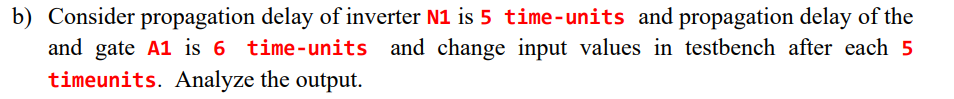 b) Consider propagation delay of inverter N1 is 5 time-units and propagation delay of the
and gate A1 is 6 time-units and change input values in testbench after each 5
timeunits. Analyze the output.